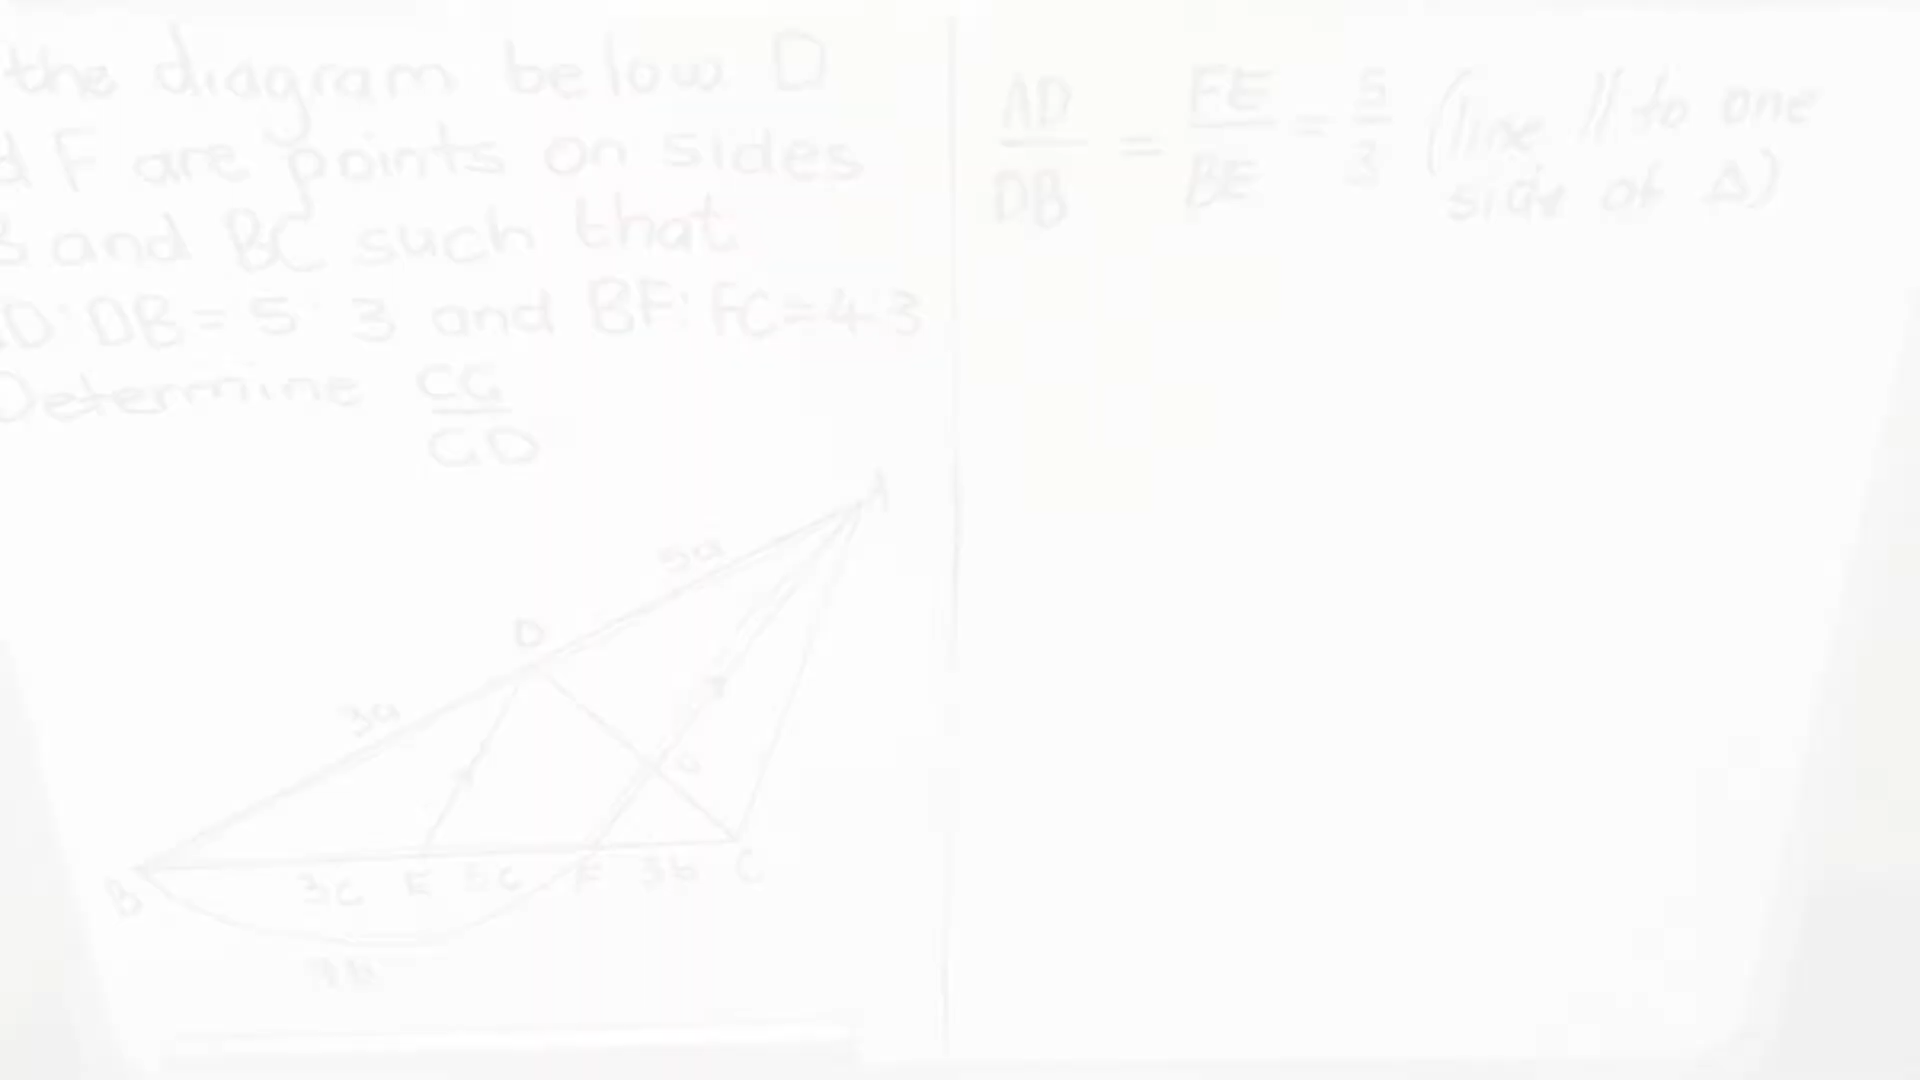 the diagram below D
d F are points on sides
B and BC such that
D : DB = 5 : 3 and BF : FC = 4 : 3
Determine CG
GD
AD = FE = 5 (line // to one
DB BE 3 side of Δ)
A
5a
D
3a
G
B 3c E 5c F 3b C